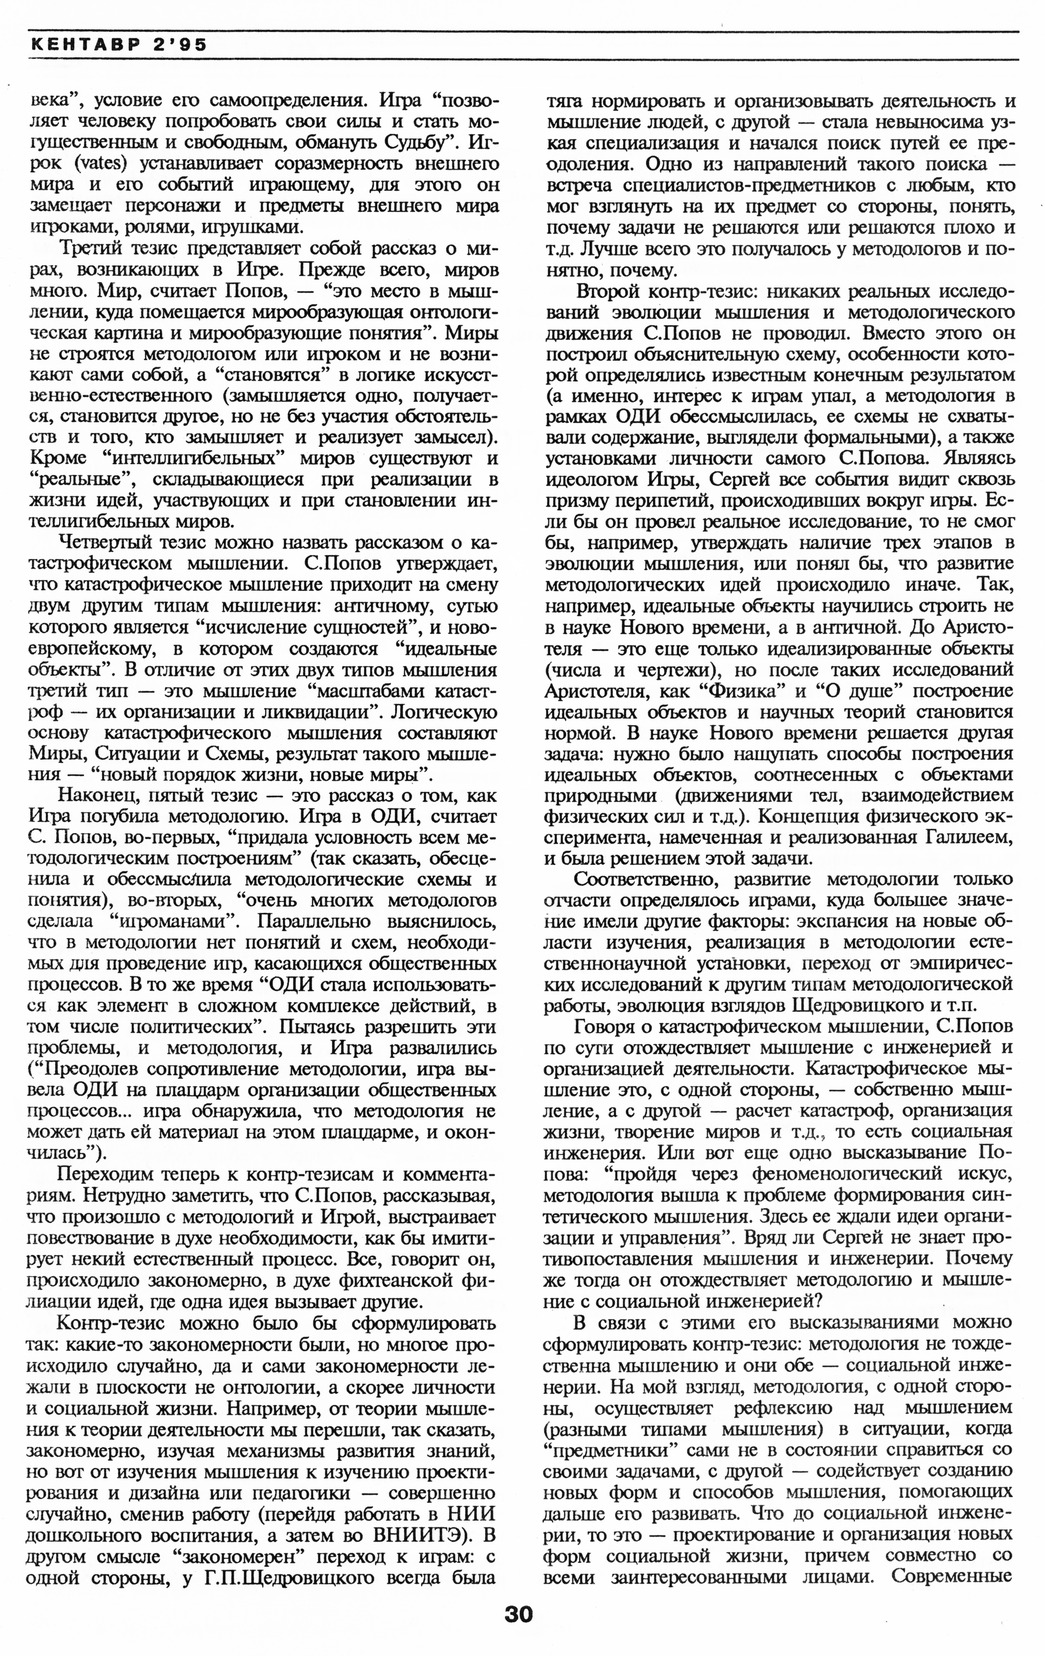 КЕНТАВР 2’95
века”, условие его самоопределения. Игра “позво-
ляет человеку попробовать свои силы и стать мо-
гущественным и свободным, обмануть Судьбу”. Иг-
рок (vates) устанавливает соразмерность внешнего
мира и его событий играющему, для этого он
замещает персонажи и предметы внешнего мира
игроками, ролями, игрушками.
Третий тезис представляет собой рассказ о ми-
рах, возникающих в Игре. Прежде всего, миров
много. Мир, считает Попов, — “это место в мыш-
лении, куда помещается мирообразующая онтологи-
ческая картина и мирообразующие понятия”. Миры
не строятся методологом или игроком и не возни-
кают сами собой, а “становятся” в логике искусст-
венно-естественного (замышляется одно, получает-
ся, становится другое, но не без участия обстоятель-
ств и того, кто замышляет и реализует замысел).
Кроме “интеллигибельных” миров существуют и
“реальные”, складывающиеся при реализации в
жизни идей, участвующих и при становлении ин-
теллигибельных миров.
Четвертый тезис можно назвать рассказом о ка-
тастрофическом мышлении. С.Попов утверждает,
что катастрофическое мышление приходит на смену
двум другим типам мышления: античному, сутью
которого является “исчисление сущностей”, и ново-
европейскому, в котором создаются “идеальные
объекты”. В отличие от этих двух типов мышления
третий тип — это мышление “масштабами катаст-
роф — их организации и ликвидации”. Логическую
основу катастрофического мышления составляют
Миры, Ситуации и Схемы, результат такого мышле-
ния — “новый порядок жизни, новые миры”.
Наконец, пятый тезис — это рассказ о том, как
Игра погубила методологию. Игра в ОДИ, считает
С. Попов, во-первых, “придала условность всем ме-
тодологическим построениям” (так сказать, обесце-
нила и обессмыслила методологические схемы и
понятия), во-вторых, “очень многих методологов
сделала “игроманами”. Параллельно выяснилось,
что в методологии нет понятий и схем, необходи-
мых для проведение игр, касающихся общественных
процессов. В то же время “ОДИ стала использовать-
ся как элемент в сложном комплексе действий, в
том числе политических”. Пытаясь разрешить эти
проблемы, и методология, и Игра развалились
(“Преодолев сопротивление методологии, игра вы-
вела ОДИ на плацдарм организации общественных
процессов... игра обнаружила, что методология не
может дать ей материал на этом плацдарме, и окон-
чилась”).
Переходим теперь к контр-тезисам и коммента-
риям. Нетрудно заметить, что С.Попов, рассказывая,
что произошло с методологий и Игрой, выстраивает
повествование в духе необходимости, как бы имити-
рует некий естественный процесс. Все, говорит он,
происходило закономерно, в духе фихтеанской фи-
лиации идей, где одна идея вызывает другие.
Контр-тезис можно было бы сформулировать
так: какие-то закономерности были, но многое про-
исходило случайно, да и сами закономерности ле-
жали в плоскости не онтологии, а скорее личности
и социальной жизни. Например, от теории мышле-
ния к теории деятельности мы перешли, так сказать,
закономерно, изучая механизмы развития знаний,
но вот от изучения мышления к изучению проекти-
рования и дизайна или педагогики — совершенно
случайно, сменив работу (перейдя работать в НИИ
дошкольного воспитания, а затем во ВНИИТЭ). В
другом смысле “закономерен” переход к играм: с
одной стороны, у Г.П.Щедровицкого всегда была
тяга нормировать и организовывать деятельность и
мышление людей, с другой — стала невыносима уз-
кая специализация и начался поиск путей ее пре-
одоления. Одно из направлений такого поиска —
встреча специалистов-предметников с любым, кто
мог взглянуть на их предмет со стороны, понять,
почему задачи не решаются или решаются плохо и
т.д. Лучше всего это получалось у методологов и по-
нятно, почему.
Второй контр-тезис: никаких реальных исследо-
ваний эволюции мышления и методологического
движения С.Попов не проводил. Вместо этого он
построил объяснительную схему, особенности кото-
рой определялись известным конечным результатом
(а именно, интерес к играм упал, а методология в
рамках ОДИ обессмыслилась, ее схемы не схваты-
вали содержание, выглядели формальными), а также
установками личности самого С.Попова. Являясь
идеологом Игры, Сергей все события видит сквозь
призму перипетий, происходивших вокруг игры. Ес-
ли бы он провел реальное исследование, то не смог
бы, например, утверждать наличие трех этапов в
эволюции мышления, или понял бы, что развитие
методологических идей происходило иначе. Так,
например, идеальные объекты научились строить не
в науке Нового времени, а в античной. До Аристо-
теля — это еще только идеализированные объекты
(числа и чертежи), но после таких исследований
Аристотеля, как “Физика” и “О душе” построение
идеальных объектов и научных теорий становится
нормой. В науке Нового времени решается другая
задача: нужно было нащупать способы построения
идеальных объектов, соотнесенных с объектами
природными (движениями тел, взаимодействием
физических сил и т.д.). Концепция физического эк-
сперимента, намеченная и реализованная Галилеем,
и была решением этой задачи.
Соответственно, развитие методологии только
отчасти определялось играми, куда большее значе-
ние имели другие факторы: экспансия на новые об-
ласти изучения, реализация в методологии есте-
ственнонаучной установки, переход от эмпиричес-
ких исследований к другим типам методологической
работы, эволюция взглядов Щедровицкого и т.п.
Говоря о катастрофическом мышлении, С.Попов
по сути отождествляет мышление с инженерией и
организацией деятельности. Катастрофическое мы-
шление это, с одной стороны, — собственно мыш-
ление, а с другой — расчет катастроф, организация
жизни, творение миров и т.д., то есть социальная
инженерия. Или вот еще одно высказывание По-
пова: “пройдя через феноменологический искус,
методология вышла к проблеме формирования син-
тетического мышления. Здесь ее ждали идеи органи-
зации и управления”. Вряд ли Сергей не знает про-
тивопоставления мышления и инженерии. Почему
же тогда он отождествляет методологию и мышле-
ние с социальной инженерией?
В связи с этими его высказываниями можно
сформулировать контр-тезис: методология не тожде-
ственна мышлению и они обе — социальной инже-
нерии. На мой взгляд, методология, с одной сторо-
ны, осуществляет рефлексию над мышлением
(разными типами мышления) в ситуации, когда
“предметники” сами не в состоянии справиться со
своими задачами, с другой — содействует созданию
новых форм и способов мышления, помогающих
дальше его развивать. Что до социальной инжене-
рии, то это — проектирование и организация новых
форм социальной жизни, причем совместно со
всеми заинтересованными лицами. Современные
30